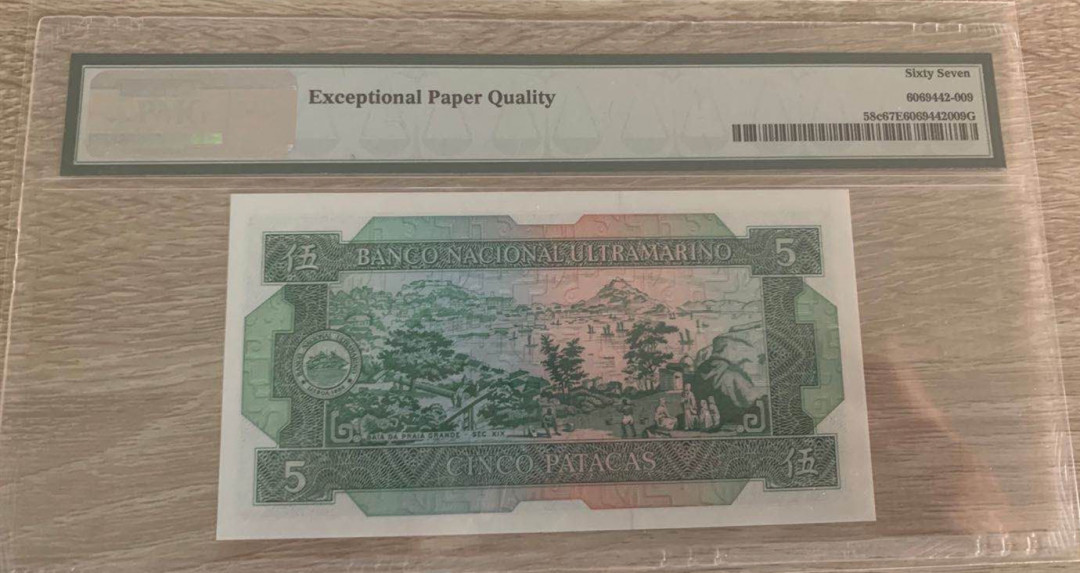 Sixty Seven
Exceptional Paper Quality
6069442-009
58c67E6069442009G
伍 BANCO NACIONAL ULTRAMARINO 5
BAÍA DA PRAIA GRANDE - SEC. XIX
5 CINCO PATACAS 伍